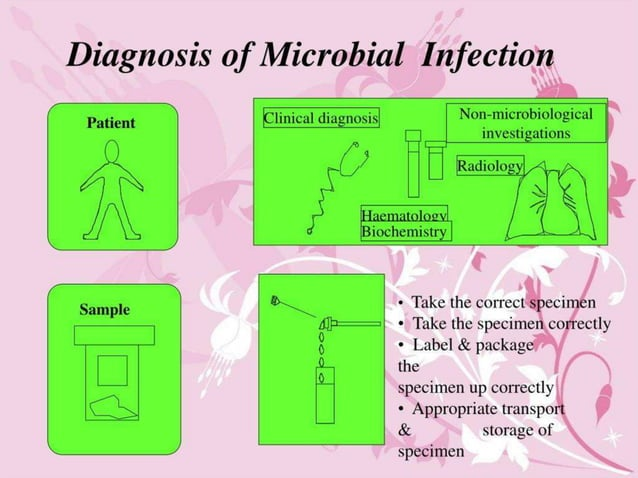 Diagnosis of Microbial Infection
Patient
Clinical diagnosis
Non-microbiological
investigations
Radiology
Haematology
Biochemistry
Sample
• Take the correct specimen
• Take the specimen correctly
• Label & package
the
specimen up correctly
• Appropriate transport
& storage of
specimen